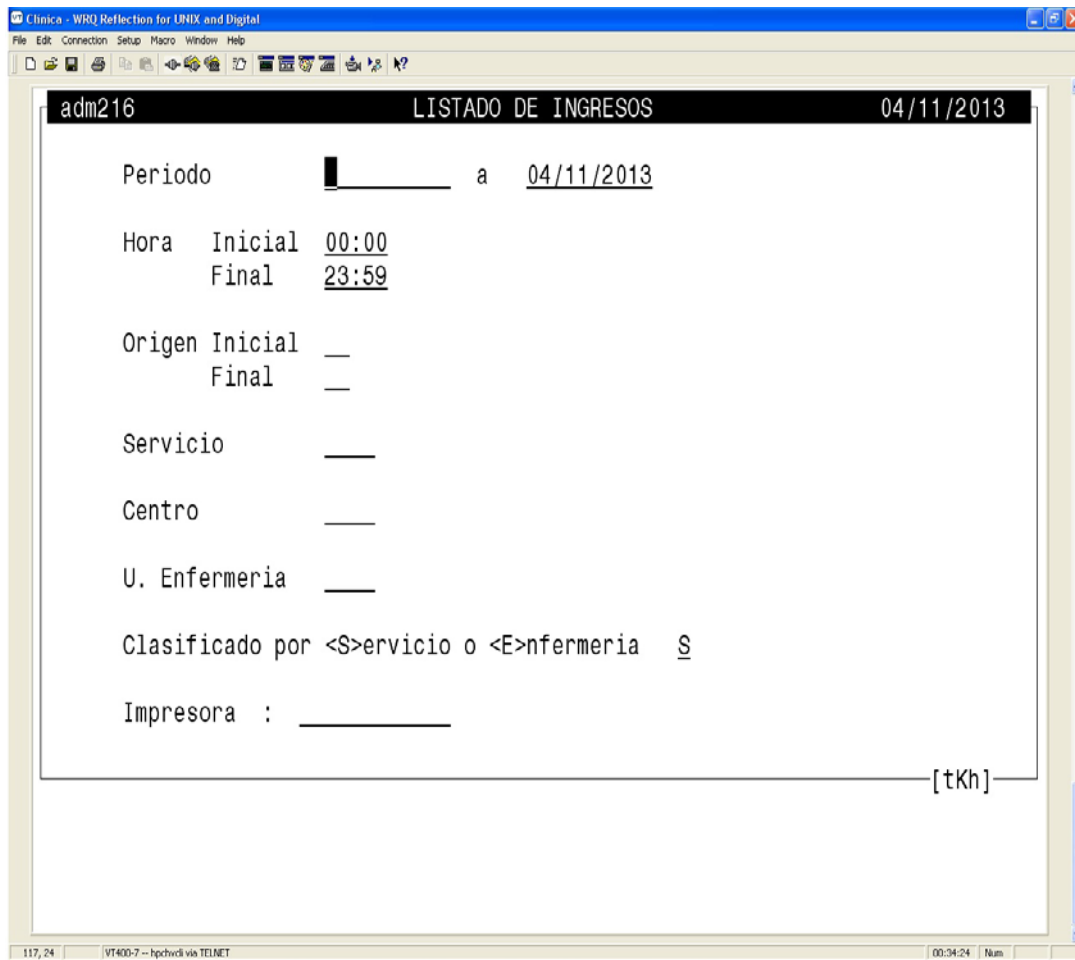 Clinica - WRQ Reflection for UNIX and Digital
File Edit Connection Setup Macro Window Help
adm216 LISTADO DE INGRESOS 04/11/2013
Periodo a 04/11/2013
Hora Inicial 00:00
Final 23:59
Origen Inicial
Final
Servicio
Centro
U. Enfermeria
Clasificado por <S>ervicio o <E>nfermeria S
Impresora :
[tKh]
117, 24 VT400-7 -- hpchvcli via TELNET 00:34:24 Num